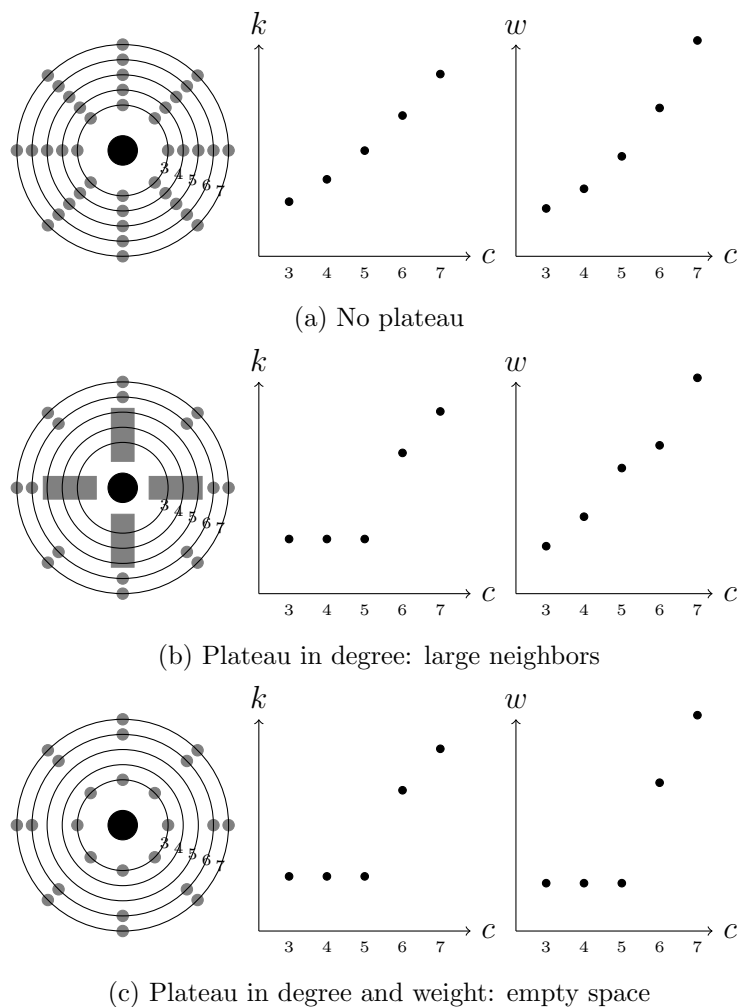 k
w
3 4 5 6 7
3 4 5 6 7 c
3 4 5 6 7 c
(a) No plateau
k
w
3 4 5 6 7
3 4 5 6 7 c
3 4 5 6 7 c
(b) Plateau in degree: large neighbors
k
w
3 4 5 6 7
3 4 5 6 7 c
3 4 5 6 7 c
(c) Plateau in degree and weight: empty space